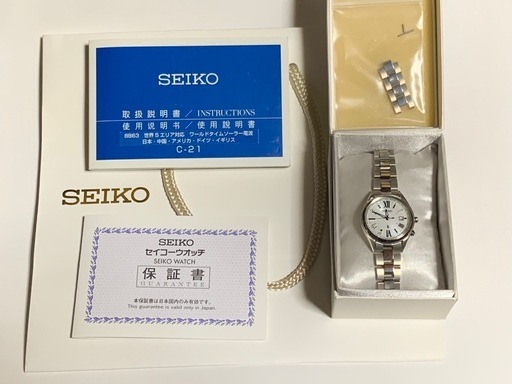 SEIKO
取扱説明書／INSTRUCTIONS
使用说明书／使用說明書
8B63 世界5エリア対応 ワールドタイムソーラー電波
日本・中国・アメリカ・ドイツ・イギリス
C-21
SEIKO
SEIKO
セイコーウオッチ
SEIKO WATCH
保証書
GUARANTEE
本保証書は日本国内のみ有効です。
This guarantee is valid only in Japan.